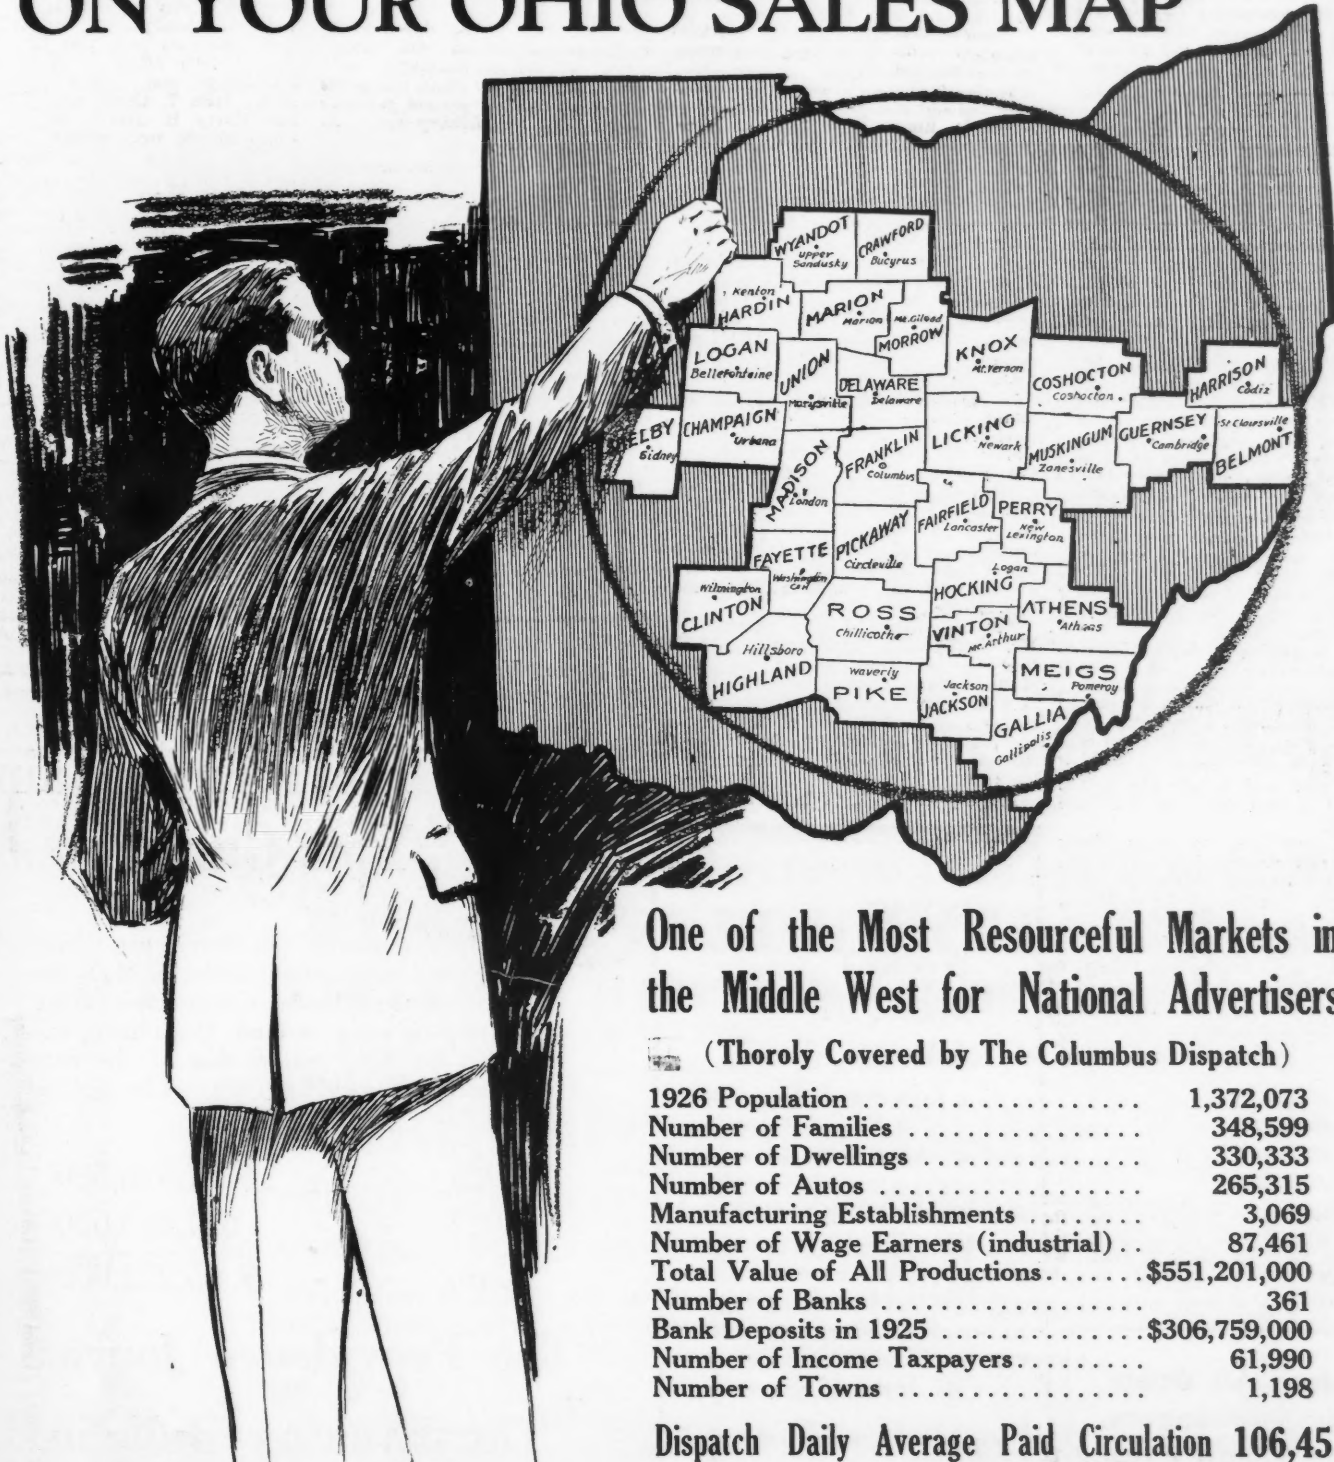 ON YOUR OHIO SALES MAP
WYANDOT
Upper
Sandusky
CRAWFORD
Bucyrus
Kenton
HARDIN
MARION
Marion
Mt. Gilead
MORROW
LOGAN
Bellefontaine
UNION
Marysville
DELAWARE
Delaware
KNOX
Mt. Vernon
COSHOCTON
Coshocton
HARRISON
Cadiz
SHELBY
Sidney
CHAMPAIGN
Urbana
MADISON
London
FRANKLIN
Columbus
LICKING
Newark
MUSKINGUM
Zanesville
GUERNSEY
Cambridge
St Clairsville
BELMONT
FAYETTE
Washington
C.H.
PICKAWAY
Circleville
FAIRFIELD
Lancaster
PERRY
New
Lexington
Wilmington
CLINTON
ROSS
Chillicothe
Logan
HOCKING
VINTON
Mc.Arthur
ATHENS
Athens
Hillsboro
HIGHLAND
Waverly
PIKE
Jackson
JACKSON
MEIGS
Pomeroy
GALLIA
Gallipolis
One of the Most Resourceful Markets in
the Middle West for National Advertisers
(Thoroly Covered by The Columbus Dispatch)
1926 Population .................... 1,372,073
Number of Families ................. 348,599
Number of Dwellings ................ 330,333
Number of Autos ................... 265,315
Manufacturing Establishments ........ 3,069
Number of Wage Earners (industrial) .. 87,461
Total Value of All Productions.......$551,201,000
Number of Banks ................... 361
Bank Deposits in 1925 ..............$306,759,000
Number of Income Taxpayers......... 61,990
Number of Towns .................. 1,198
Dispatch Daily Average Paid Circulation 106,45